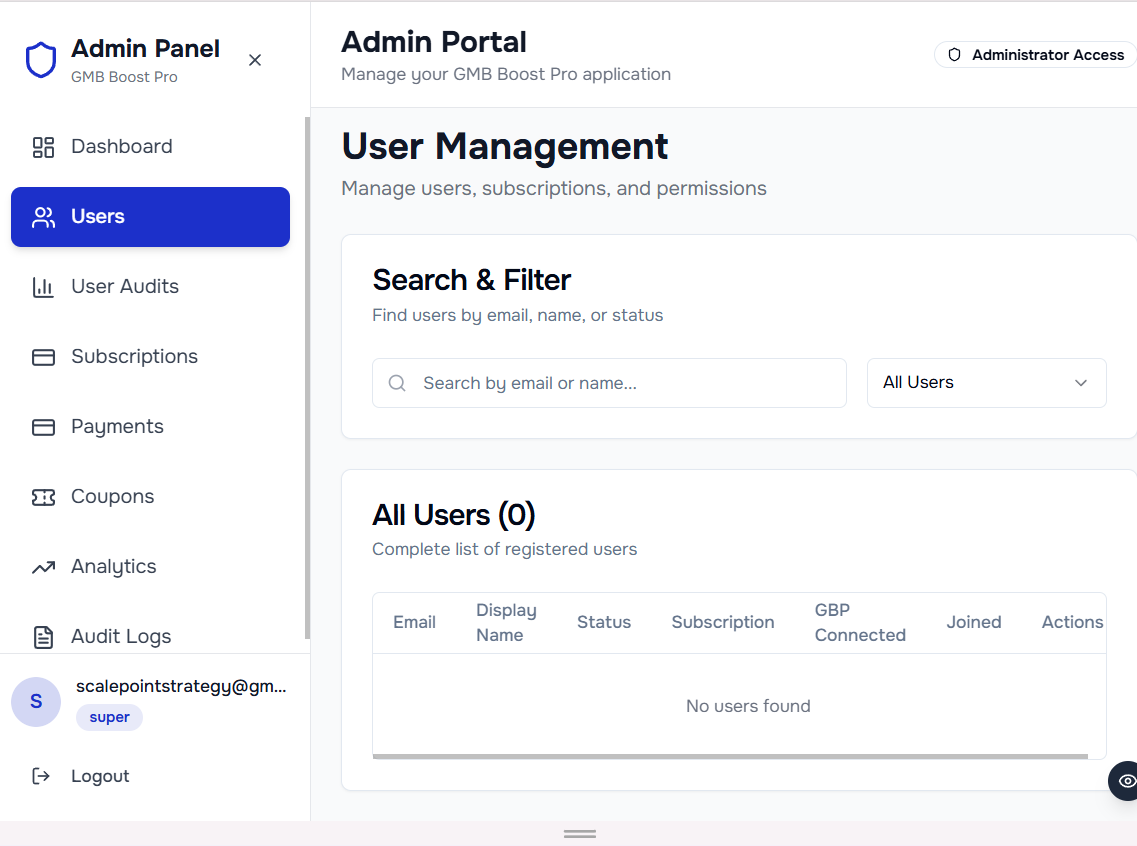 Admin Panel
GMB Boost Pro
Dashboard
Users
User Audits
Subscriptions
Payments
Coupons
Analytics
Audit Logs
S
scalepointstrategy@gm...
super
Logout
Admin Portal
Manage your GMB Boost Pro application
Administrator Access
User Management
Manage users, subscriptions, and permissions
Search & Filter
Find users by email, name, or status
Search by email or name...
All Users
All Users (0)
Complete list of registered users
Email
Display
Name
Status
Subscription
GBP
Connected
Joined
Actions
No users found